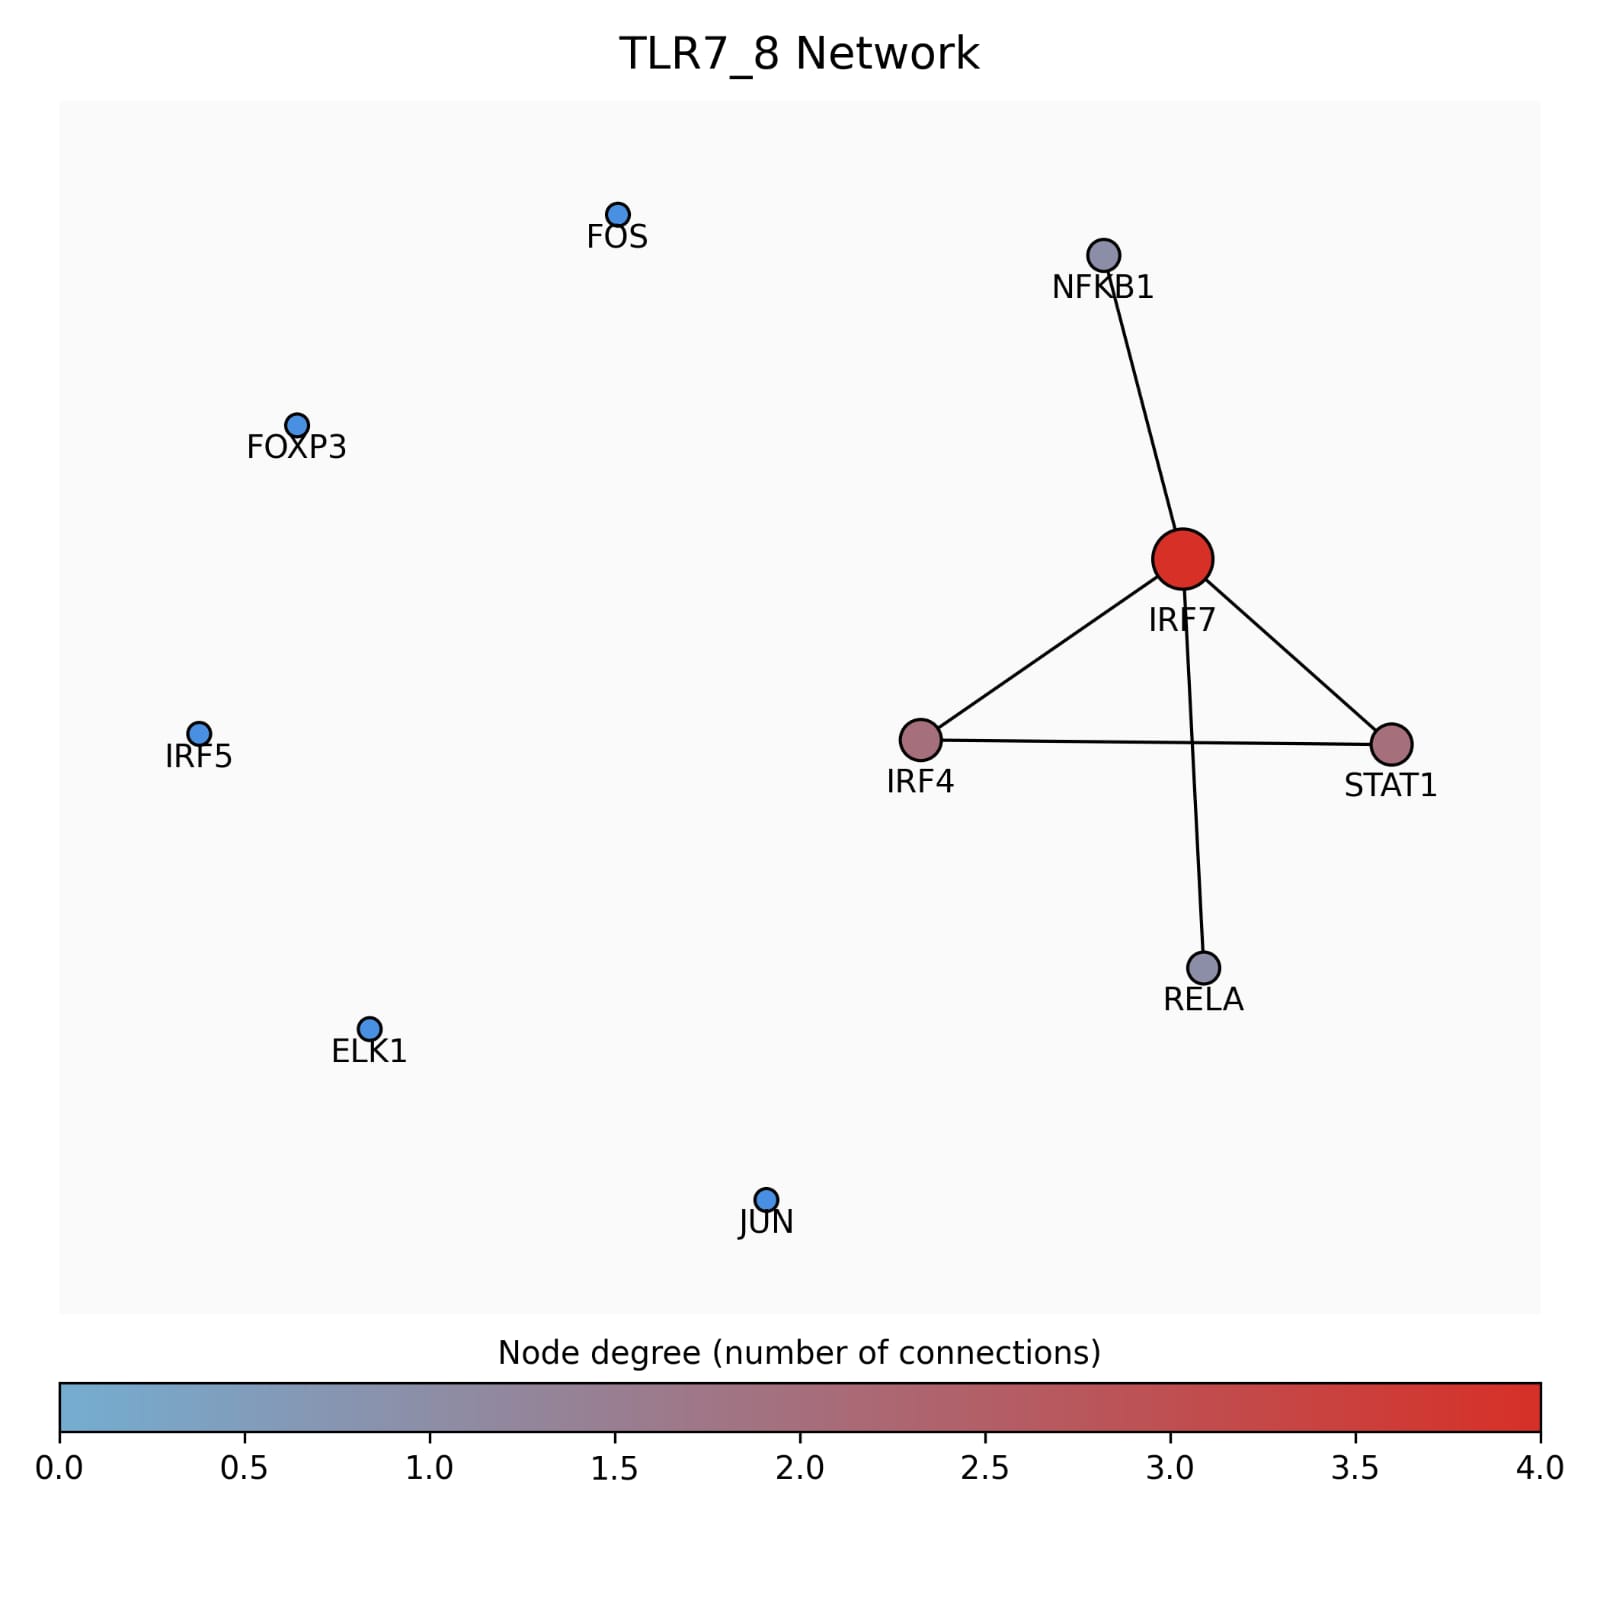 TLR7_8 Network
FOS
NFKB1
FOXP3
IRF7
IRF5
IRF4
STAT1
RELA
ELK1
JUN
Node degree (number of connections)
0.0 0.5 1.0 1.5 2.0 2.5 3.0 3.5 4.0